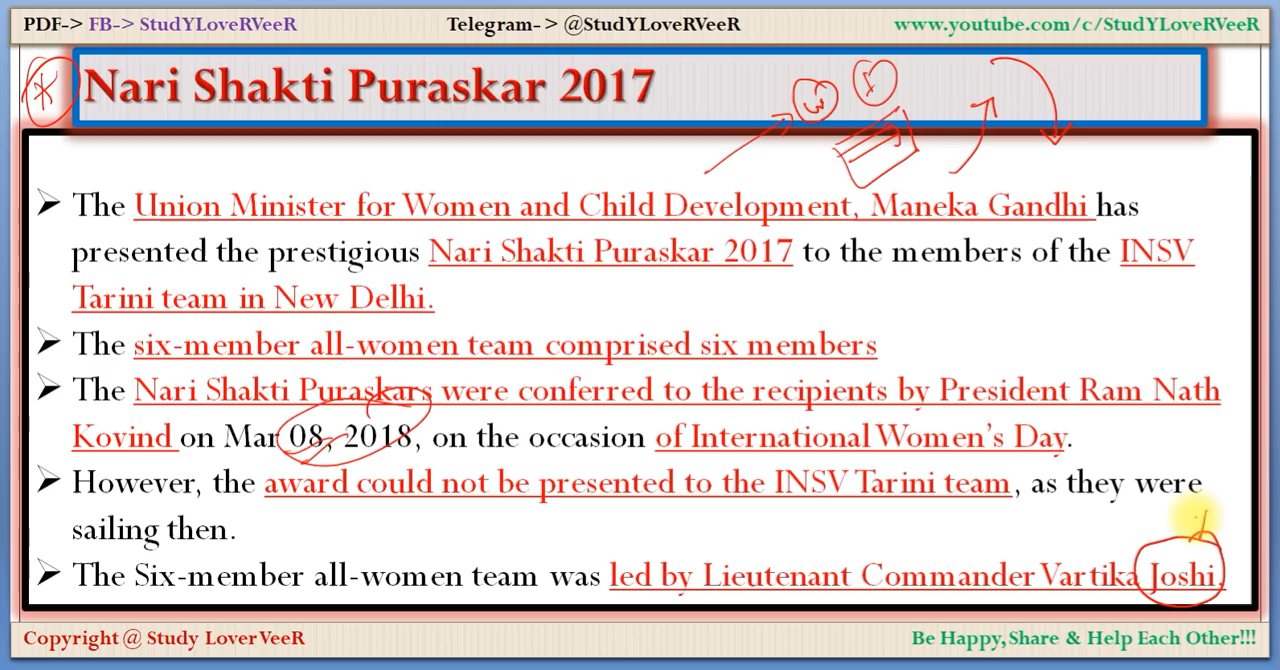 PDF-> FB-> StudYLoveRVeeR Telegram- > @StudYLoveRVeeR www.youtube.com/c/StudYLoveRVeeR
Nari Shakti Puraskar 2017
➢ The Union Minister for Women and Child Development, Maneka Gandhi has
presented the prestigious Nari Shakti Puraskar 2017 to the members of the INSV
Tarini team in New Delhi.
➢ The six-member all-women team comprised six members
➢ The Nari Shakti Puraskars were conferred to the recipients by President Ram Nath
Kovind on Mar 08, 2018, on the occasion of International Women's Day.
➢ However, the award could not be presented to the INSV Tarini team, as they were
sailing then.
➢ The Six-member all-women team was led by Lieutenant Commander Vartika Joshi.
Copyright @ Study LoverVeeR Be Happy,Share & Help Each Other!!!